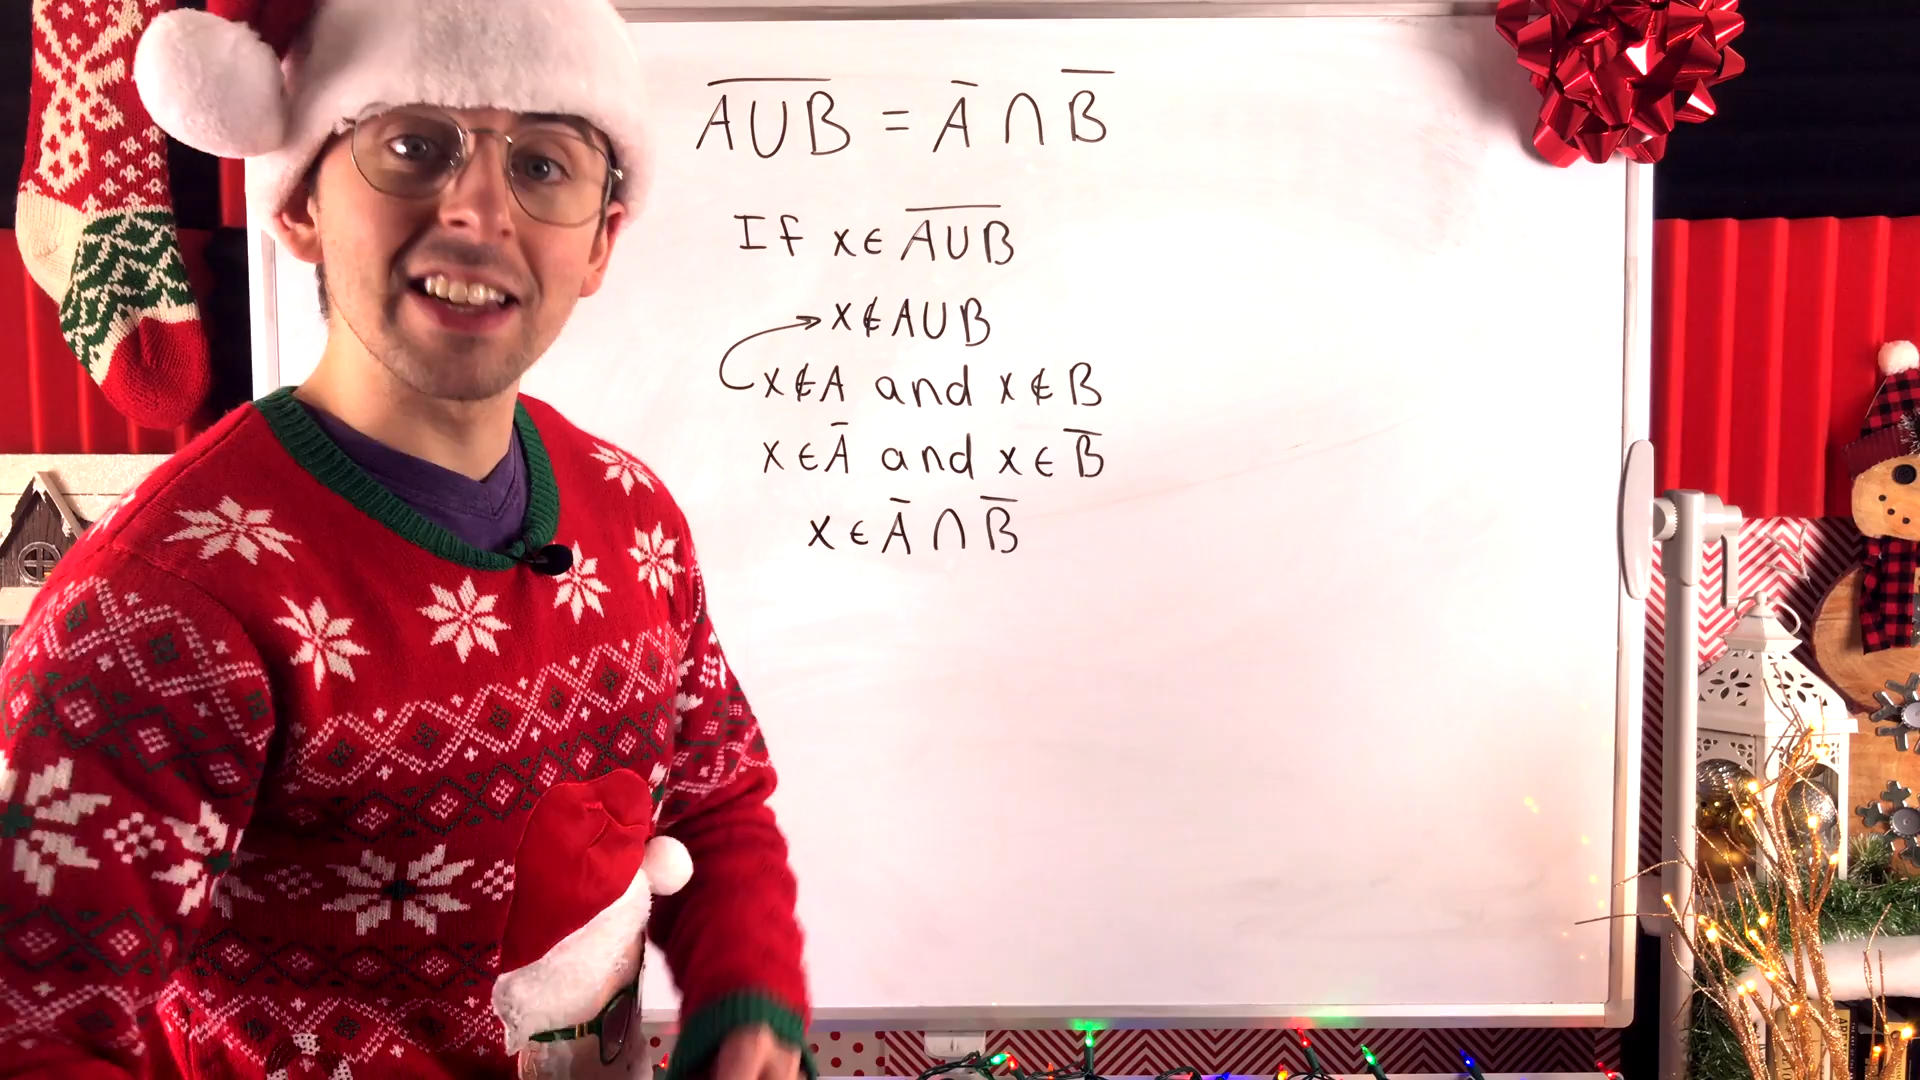 A̅∪̅B̅ = A̅ ∩ B̅
If x ∈ A̅∪̅B̅
x ∉ A∪B
x ∉ A and x ∉ B
x ∈ A̅ and x ∈ B̅
x ∈ A̅ ∩ B̅